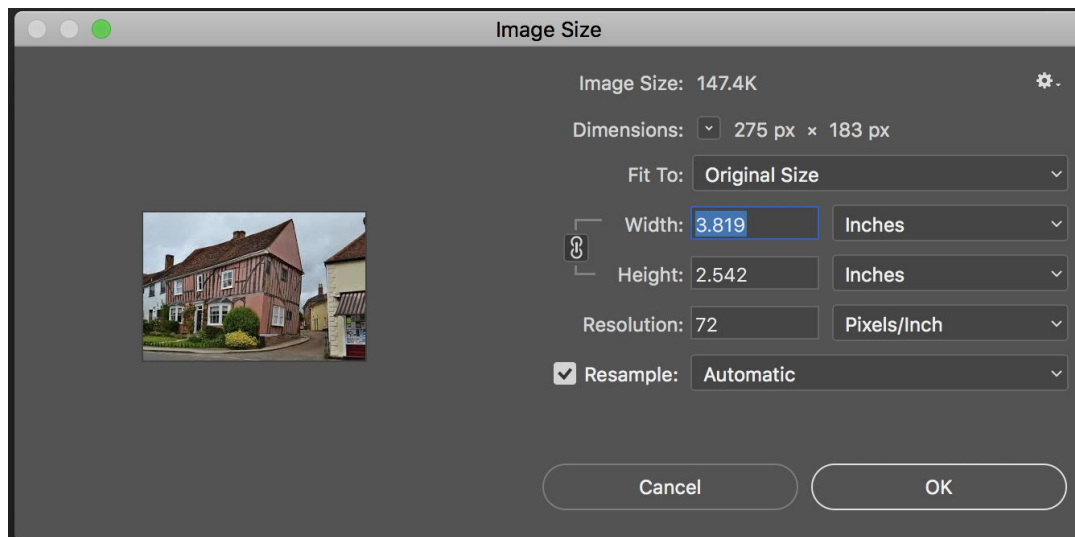 Image Size
Image Size: 147.4K
Dimensions: 275 px × 183 px
Fit To: Original Size
Width: 3.819 Inches
Height: 2.542 Inches
Resolution: 72 Pixels/Inch
Resample: Automatic
Cancel OK